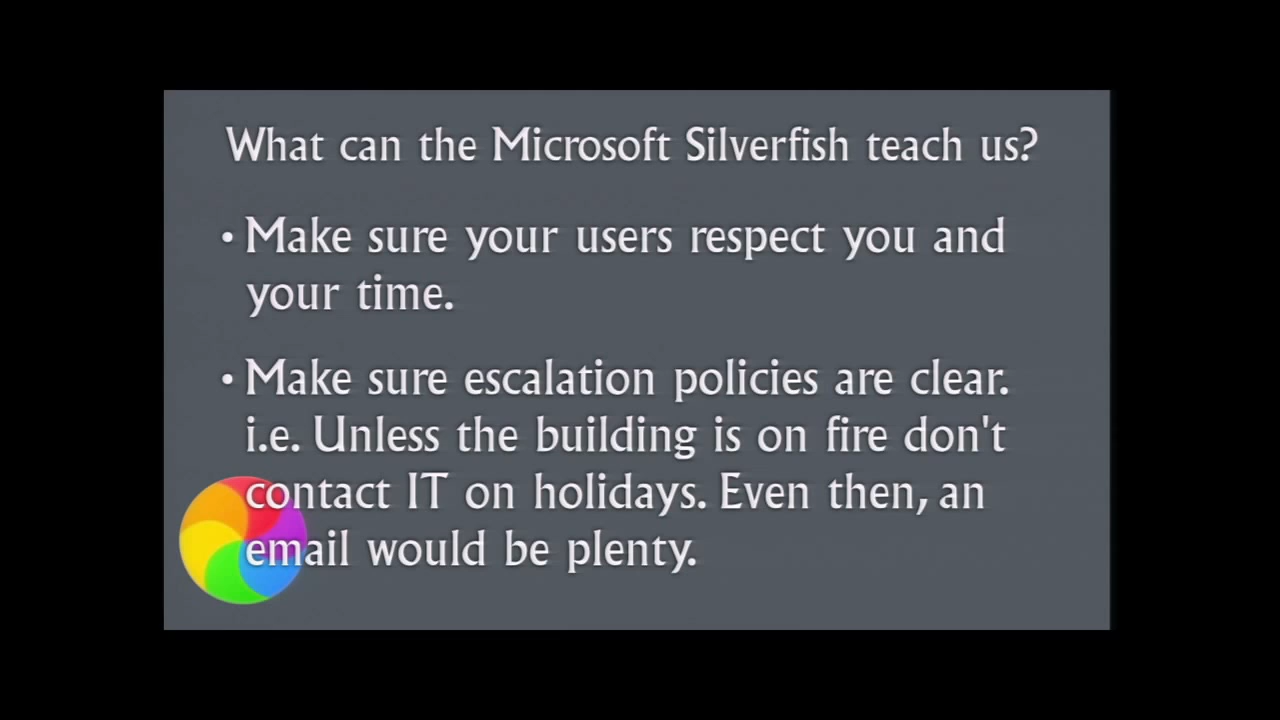 What can the Microsoft Silverfish teach us?
• Make sure your users respect you and
your time.
• Make sure escalation policies are clear.
i.e. Unless the building is on fire don't
contact IT on holidays. Even then, an
email would be plenty.